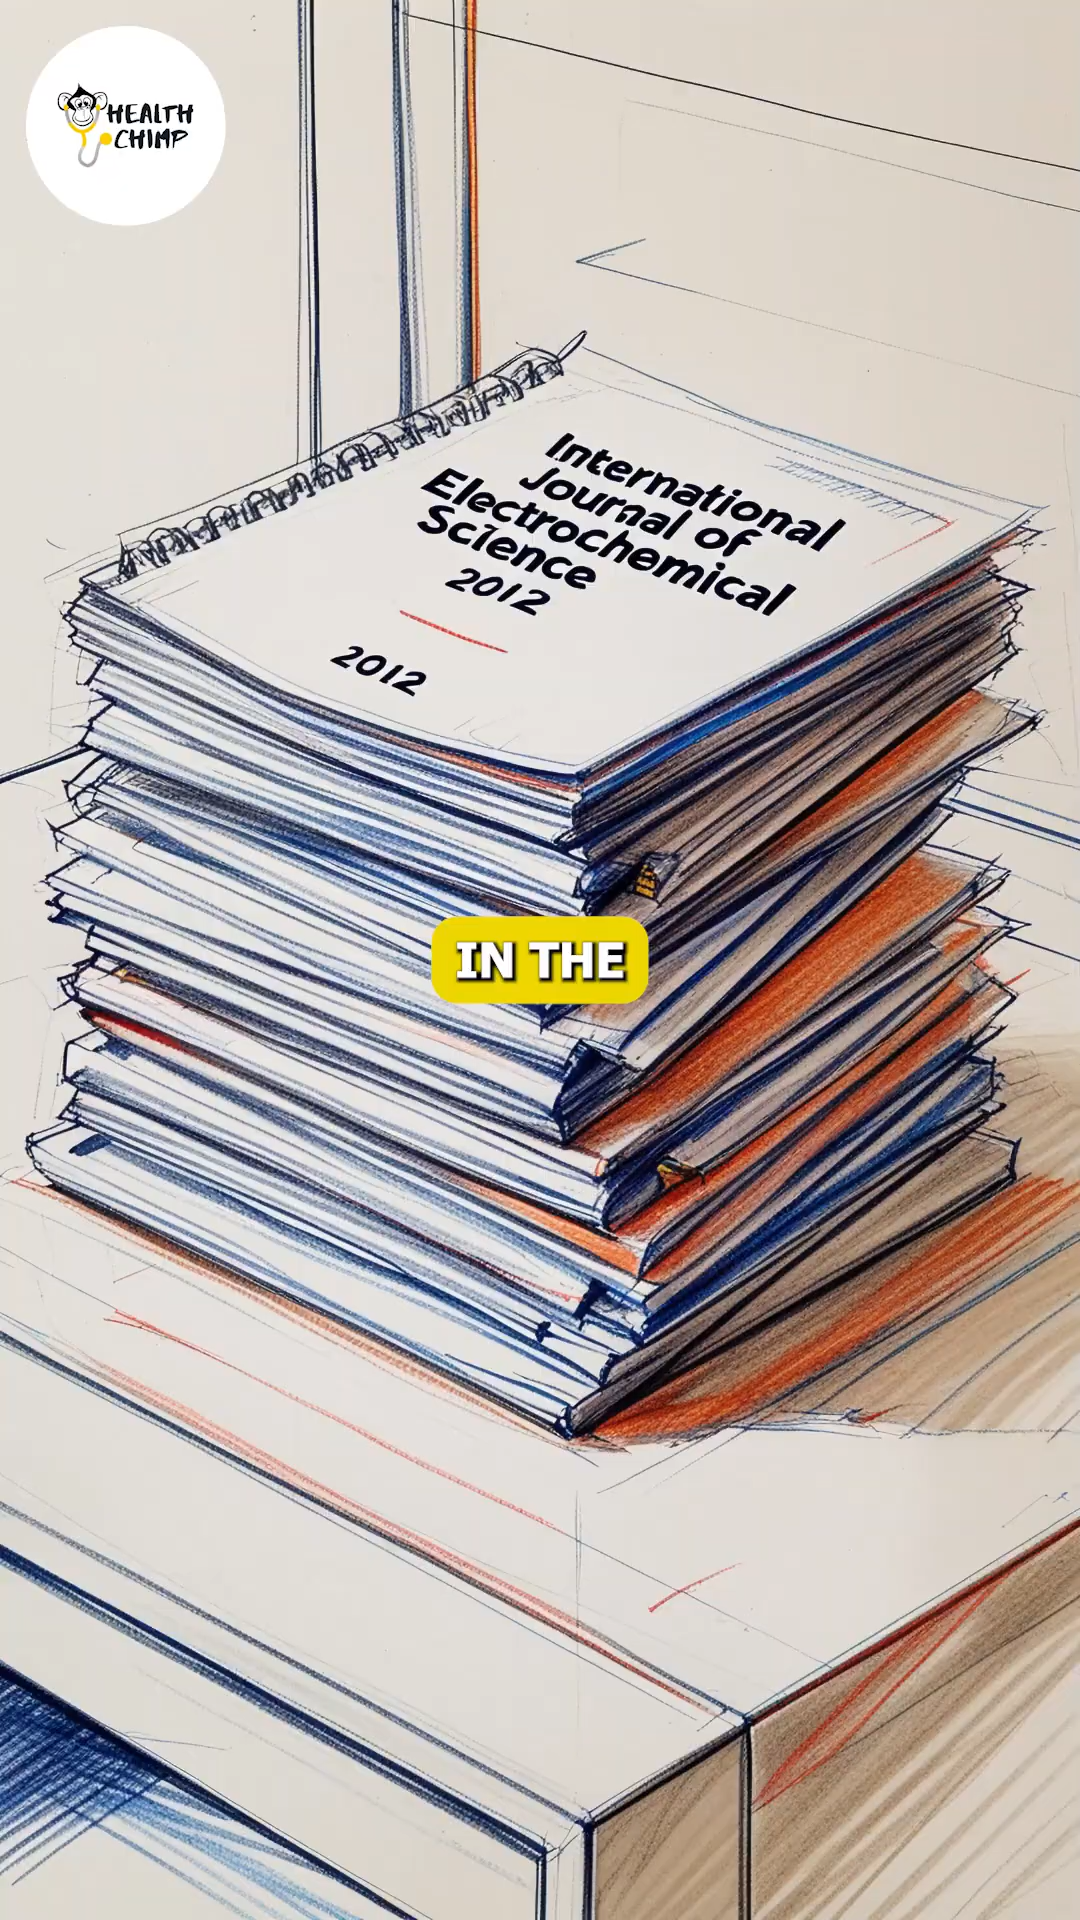 HEALTH
CHIMP
International
Journal of
Electrochemical
Science
2012
2012
IN THE